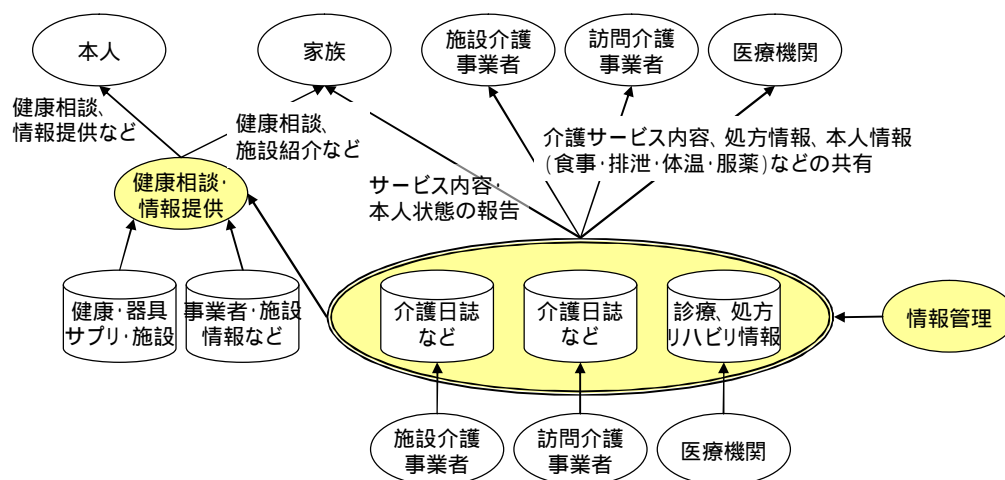 本人
家族
施設介護
事業者
訪問介護
事業者
医療機関
健康相談、
情報提供など
健康相談、
施設紹介など
介護サービス内容、処方情報、本人情報
(食事・排泄・体温・服薬)などの共有
サービス内容・
本人状態の報告
健康相談・
情報提供
健康・器具
サプリ・施設
事業者・施設
情報など
介護日誌
など
介護日誌
など
診療、処方
リハビリ情報
情報管理
施設介護
事業者
訪問介護
事業者
医療機関